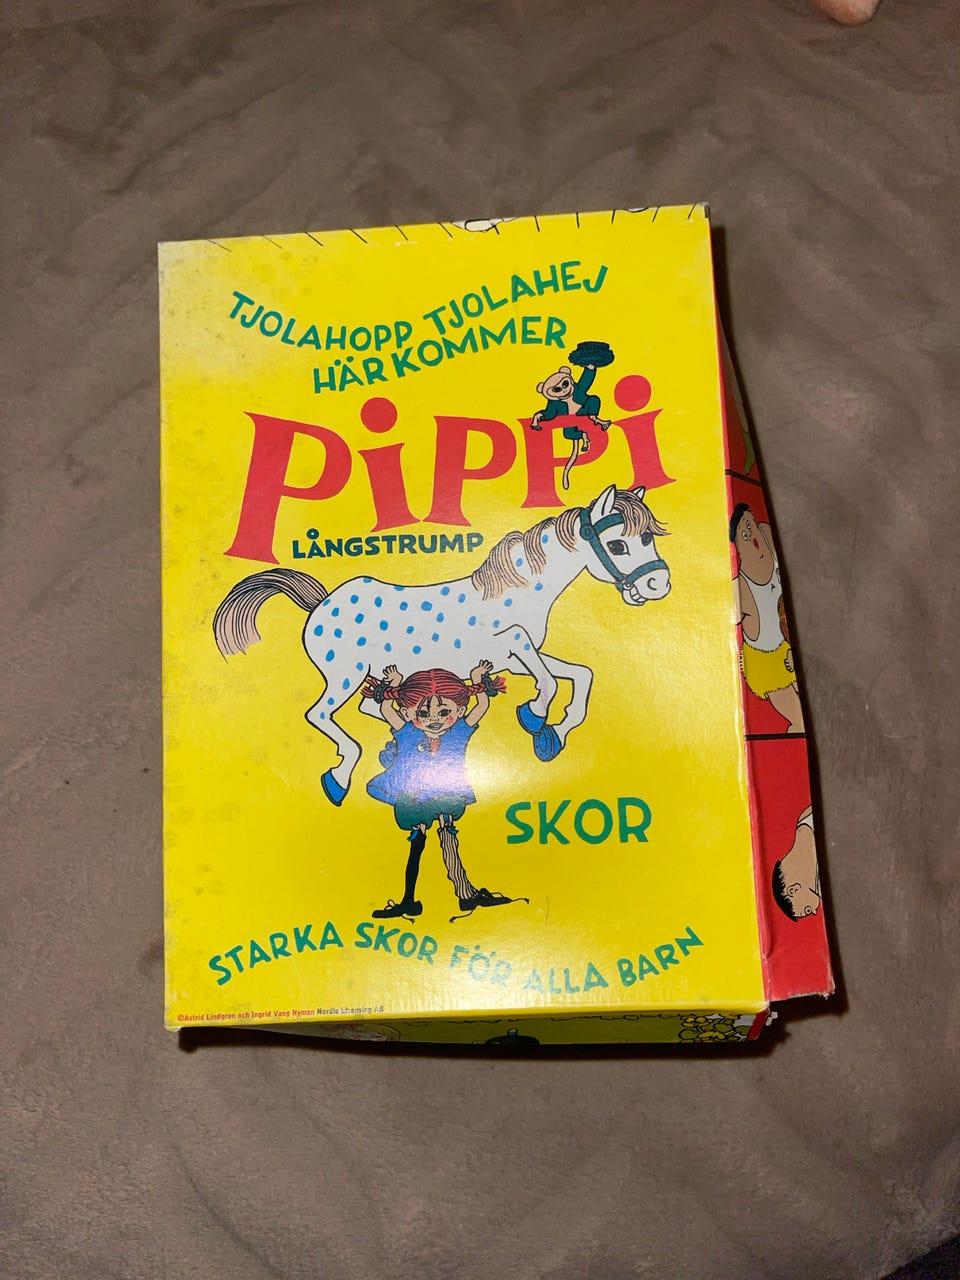 TJOLAHOPP TJOLAHEJ
HÄR KOMMER
PiPPi
LÅNGSTRUMP
SKOR
STARKA SKOR FÖR ALLA BARN
©Astrid Lindgren och Ingrid Vang Nyman Nordic Licensing AB